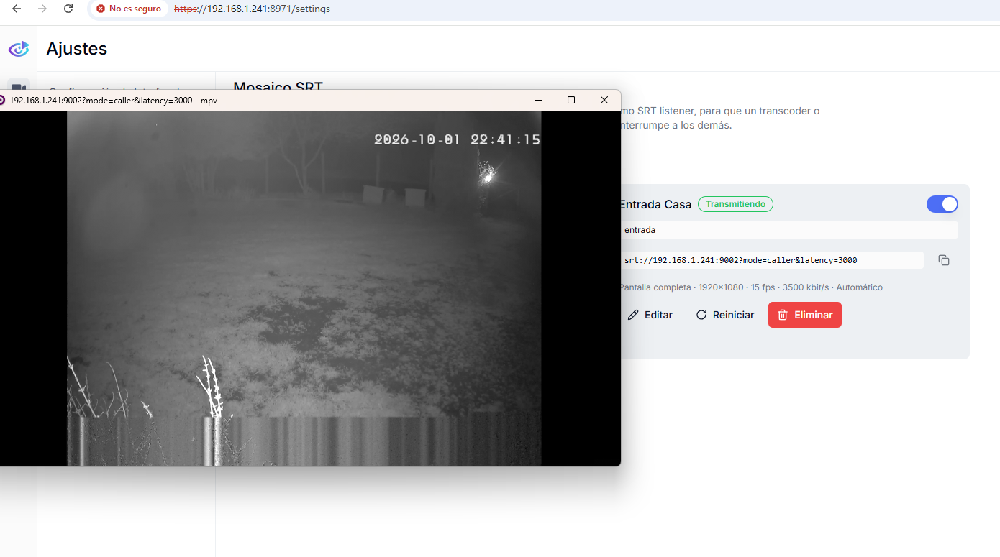 No es seguro
https://192.168.1.241:8971/settings
Ajustes
Mosaico SRT
192.168.1.241:9002?mode=caller&latency=3000 - mpv
mo SRT listener, para que un transcoder o
nterrumpe a los demás.
2026-10-01 22:41:15
Entrada Casa
Transmitiendo
entrada
srt://192.168.1.241:9002?mode=caller&latency=3000
Pantalla completa · 1920×1080 · 15 fps · 3500 kbit/s · Automático
Editar
Reiniciar
Eliminar